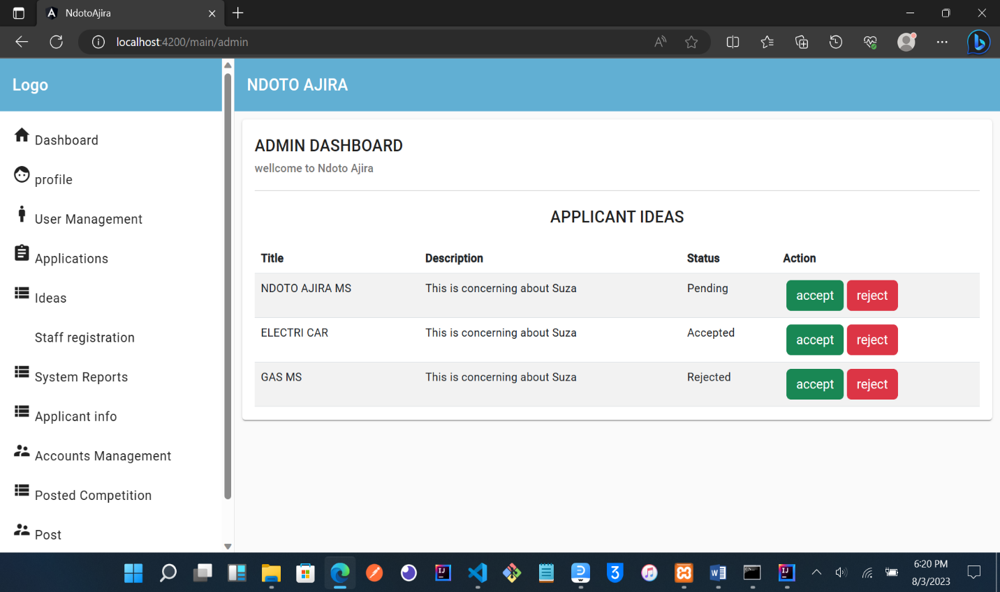 NdotoAjira
localhost:4200/main/admin
Logo
NDOTO AJIRA
Dashboard
profile
User Management
Applications
Ideas
Staff registration
System Reports
Applicant info
Accounts Management
Posted Competition
Post
ADMIN DASHBOARD
wellcome to Ndoto Ajira
APPLICANT IDEAS
Title Description Status Action
NDOTO AJIRA MS This is concerning about Suza Pending accept reject
ELECTRI CAR This is concerning about Suza Accepted accept reject
GAS MS This is concerning about Suza Rejected accept reject
6:20 PM
8/3/2023